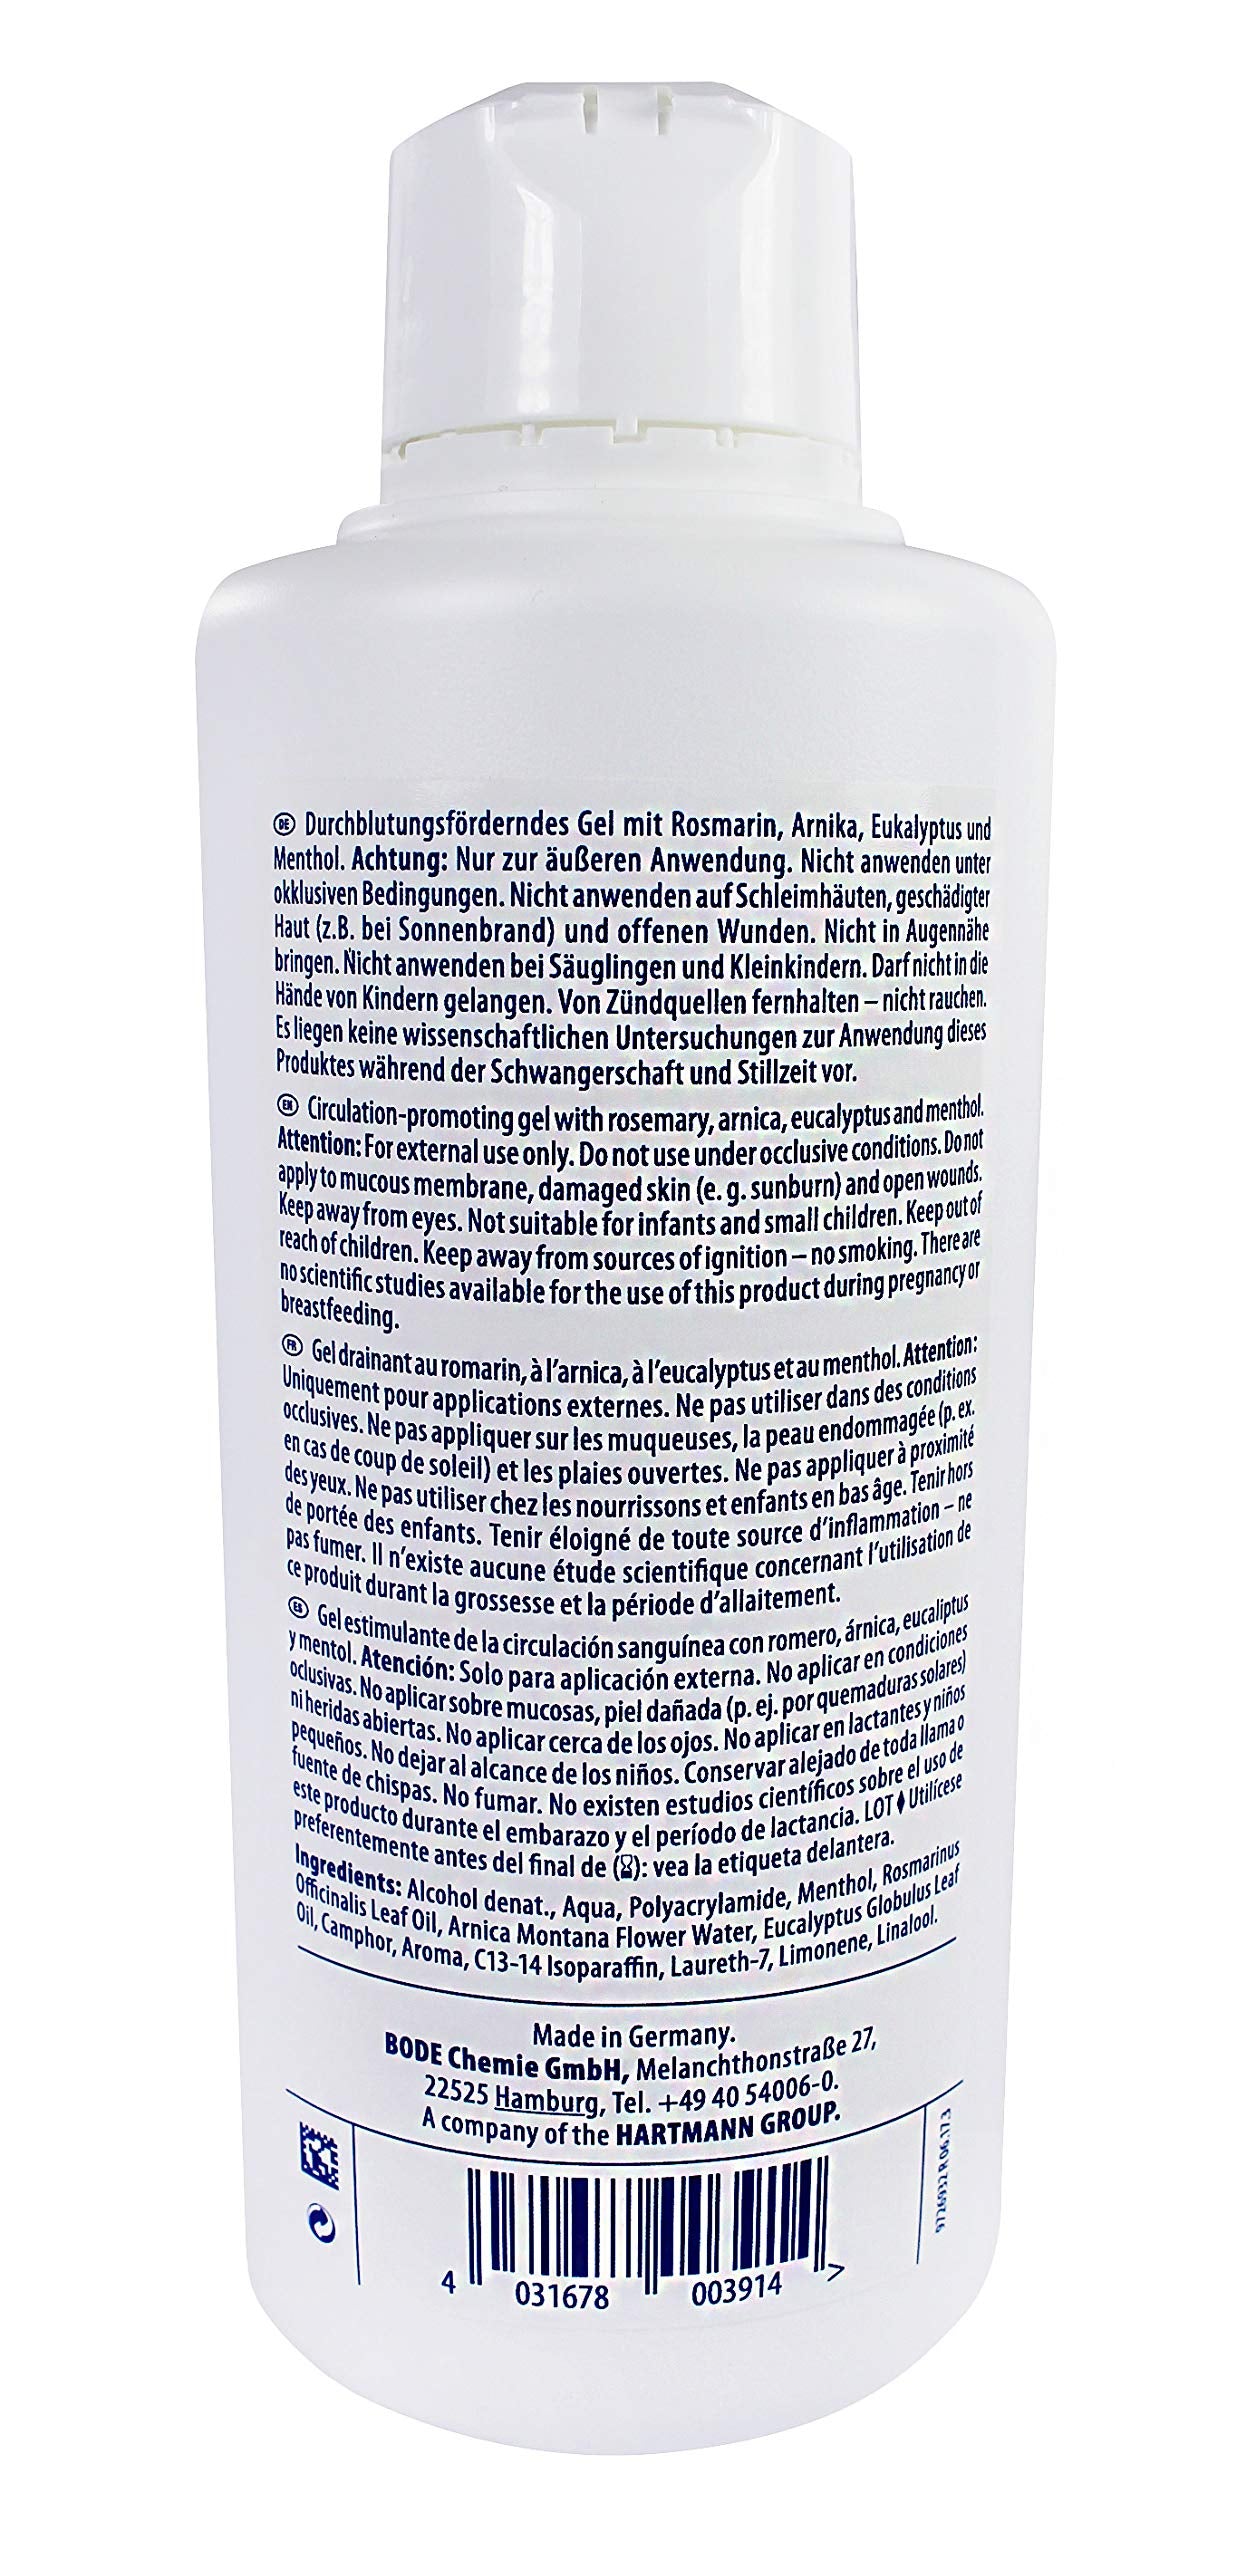 DE Durchblutungsförderndes Gel mit Rosmarin, Arnika, Eukalyptus und
Menthol. Achtung: Nur zur äußeren Anwendung. Nicht anwenden unter
okklusiven Bedingungen. Nicht anwenden auf Schleimhäuten, geschädigter
Haut (z.B. bei Sonnenbrand) und offenen Wunden. Nicht in Augennähe
bringen. Nicht anwenden bei Säuglingen und Kleinkindern. Darf nicht in die
Hände von Kindern gelangen. Von Zündquellen fernhalten – nicht rauchen.
Es liegen keine wissenschaftlichen Untersuchungen zur Anwendung dieses
Produktes während der Schwangerschaft und Stillzeit vor.
EN Circulation-promoting gel with rosemary, arnica, eucalyptus and menthol.
Attention: For external use only. Do not use under occlusive conditions. Do not
apply to mucous membrane, damaged skin (e. g. sunburn) and open wounds.
Keep away from eyes. Not suitable for infants and small children. Keep out of
reach of children. Keep away from sources of ignition – no smoking. There are
no scientific studies available for the use of this product during pregnancy or
breastfeeding.
FR Gel drainant au romarin, à l'arnica, à l'eucalyptus et au menthol. Attention:
Uniquement pour applications externes. Ne pas utiliser dans des conditions
occlusives. Ne pas appliquer sur les muqueuses, la peau endommagée (p. ex.
en cas de coup de soleil) et les plaies ouvertes. Ne pas appliquer à proximité
des yeux. Ne pas utiliser chez les nourrissons et enfants en bas âge. Tenir hors
de portée des enfants. Tenir éloigné de toute source d'inflammation – ne
pas fumer. Il n'existe aucune étude scientifique concernant l'utilisation de
ce produit durant la grossesse et la période d'allaitement.
ES Gel estimulante de la circulación sanguínea con romero, árnica, eucaliptus
y mentol. Atención: Solo para aplicación externa. No aplicar en condiciones
oclusivas. No aplicar sobre mucosas, piel dañada (p. ej. por quemaduras solares)
ni heridas abiertas. No aplicar cerca de los ojos. No aplicar en lactantes y niños
pequeños. No dejar al alcance de los niños. Conservar alejado de toda llama o
fuente de chispas. No fumar. No existen estudios científicos sobre el uso de
este producto durante el embarazo y el período de lactancia. LOT ♦ Utilícese
preferentemente antes del final de (⌛): vea la etiqueta delantera.
Ingredients: Alcohol denat., Aqua, Polyacrylamide, Menthol, Rosmarinus
Officinalis Leaf Oil, Arnica Montana Flower Water, Eucalyptus Globulus Leaf
Oil, Camphor, Aroma, C13-14 Isoparaffin, Laureth-7, Limonene, Linalool.
Made in Germany.
BODE Chemie GmbH, Melanchthonstraße 27,
22525 Hamburg, Tel. +49 40 54006-0.
A company of the HARTMANN GROUP.
9726932 R 06.17.3
4 031678 003914 >